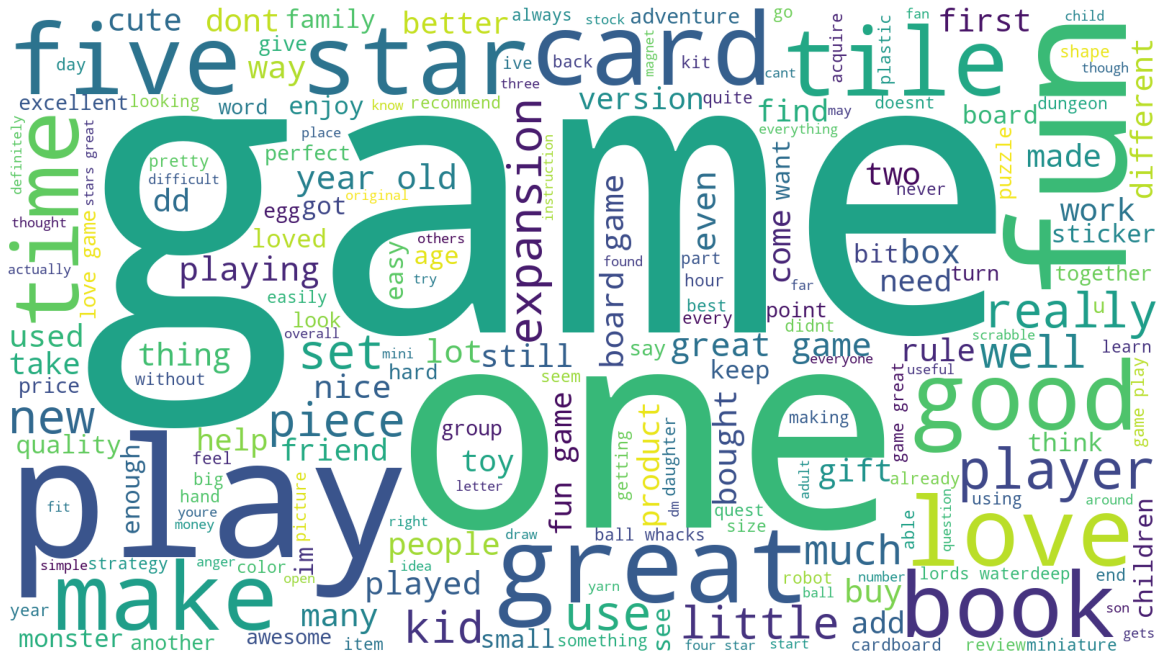 game
one
play
fun
five star
card
tile
great
good
love
book
make
time
cute
dont
family
better
always
stock
adventure
go
first
child
day
give
way
ive
three
back
magnet
kit
cant
acquire
plastic
fan
shape
though
different
excellent
looking
word
enjoy
know
recommend
version
quite
find
may
doesnt
board
dungeon
definitely
stars great
pretty
place
perfect
everything
puzzle
made
difficult
year old
original
dd
egg
got
expansion
instruction
even
want
two
never
work
sticker
thought
love game
loved
others
age
easy
try
playing
board game
found
part
hour
come
bit
box
need
turn
together
actually
easily
look
best
every
far
point
didnt
really
u
used
take
overall
thing
set
mini
hard
lot
still
say
great game
everyone
keep
rule
well
scrabble
learn
useful
price
without
nice
seem
new
piece
group
making
game great
game play
quality
help
friend
toy
letter
fun game
getting
product
daughter
bought
adult
gift
think
already
player
feel
enough
big
hand
picture
youre
money
fit
im
dm
quest
size
using
around
able
question
children
right
people
idea
draw
ball whacks
much
simple
strategy
anger
color
open
played
yarn
robot
ball
number
buy
lords waterdeep
end
son
year
many
kid
use
see
little
add
monster
another
awesome
item
small
something
four star
start
cardboard
review
miniature
gets